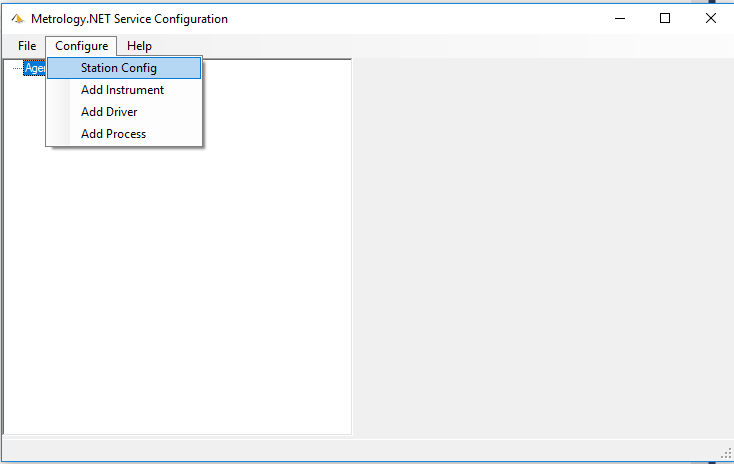 Metrology.NET Service Configuration
File Configure Help
Station Config
Add Instrument
Add Driver
Add Process